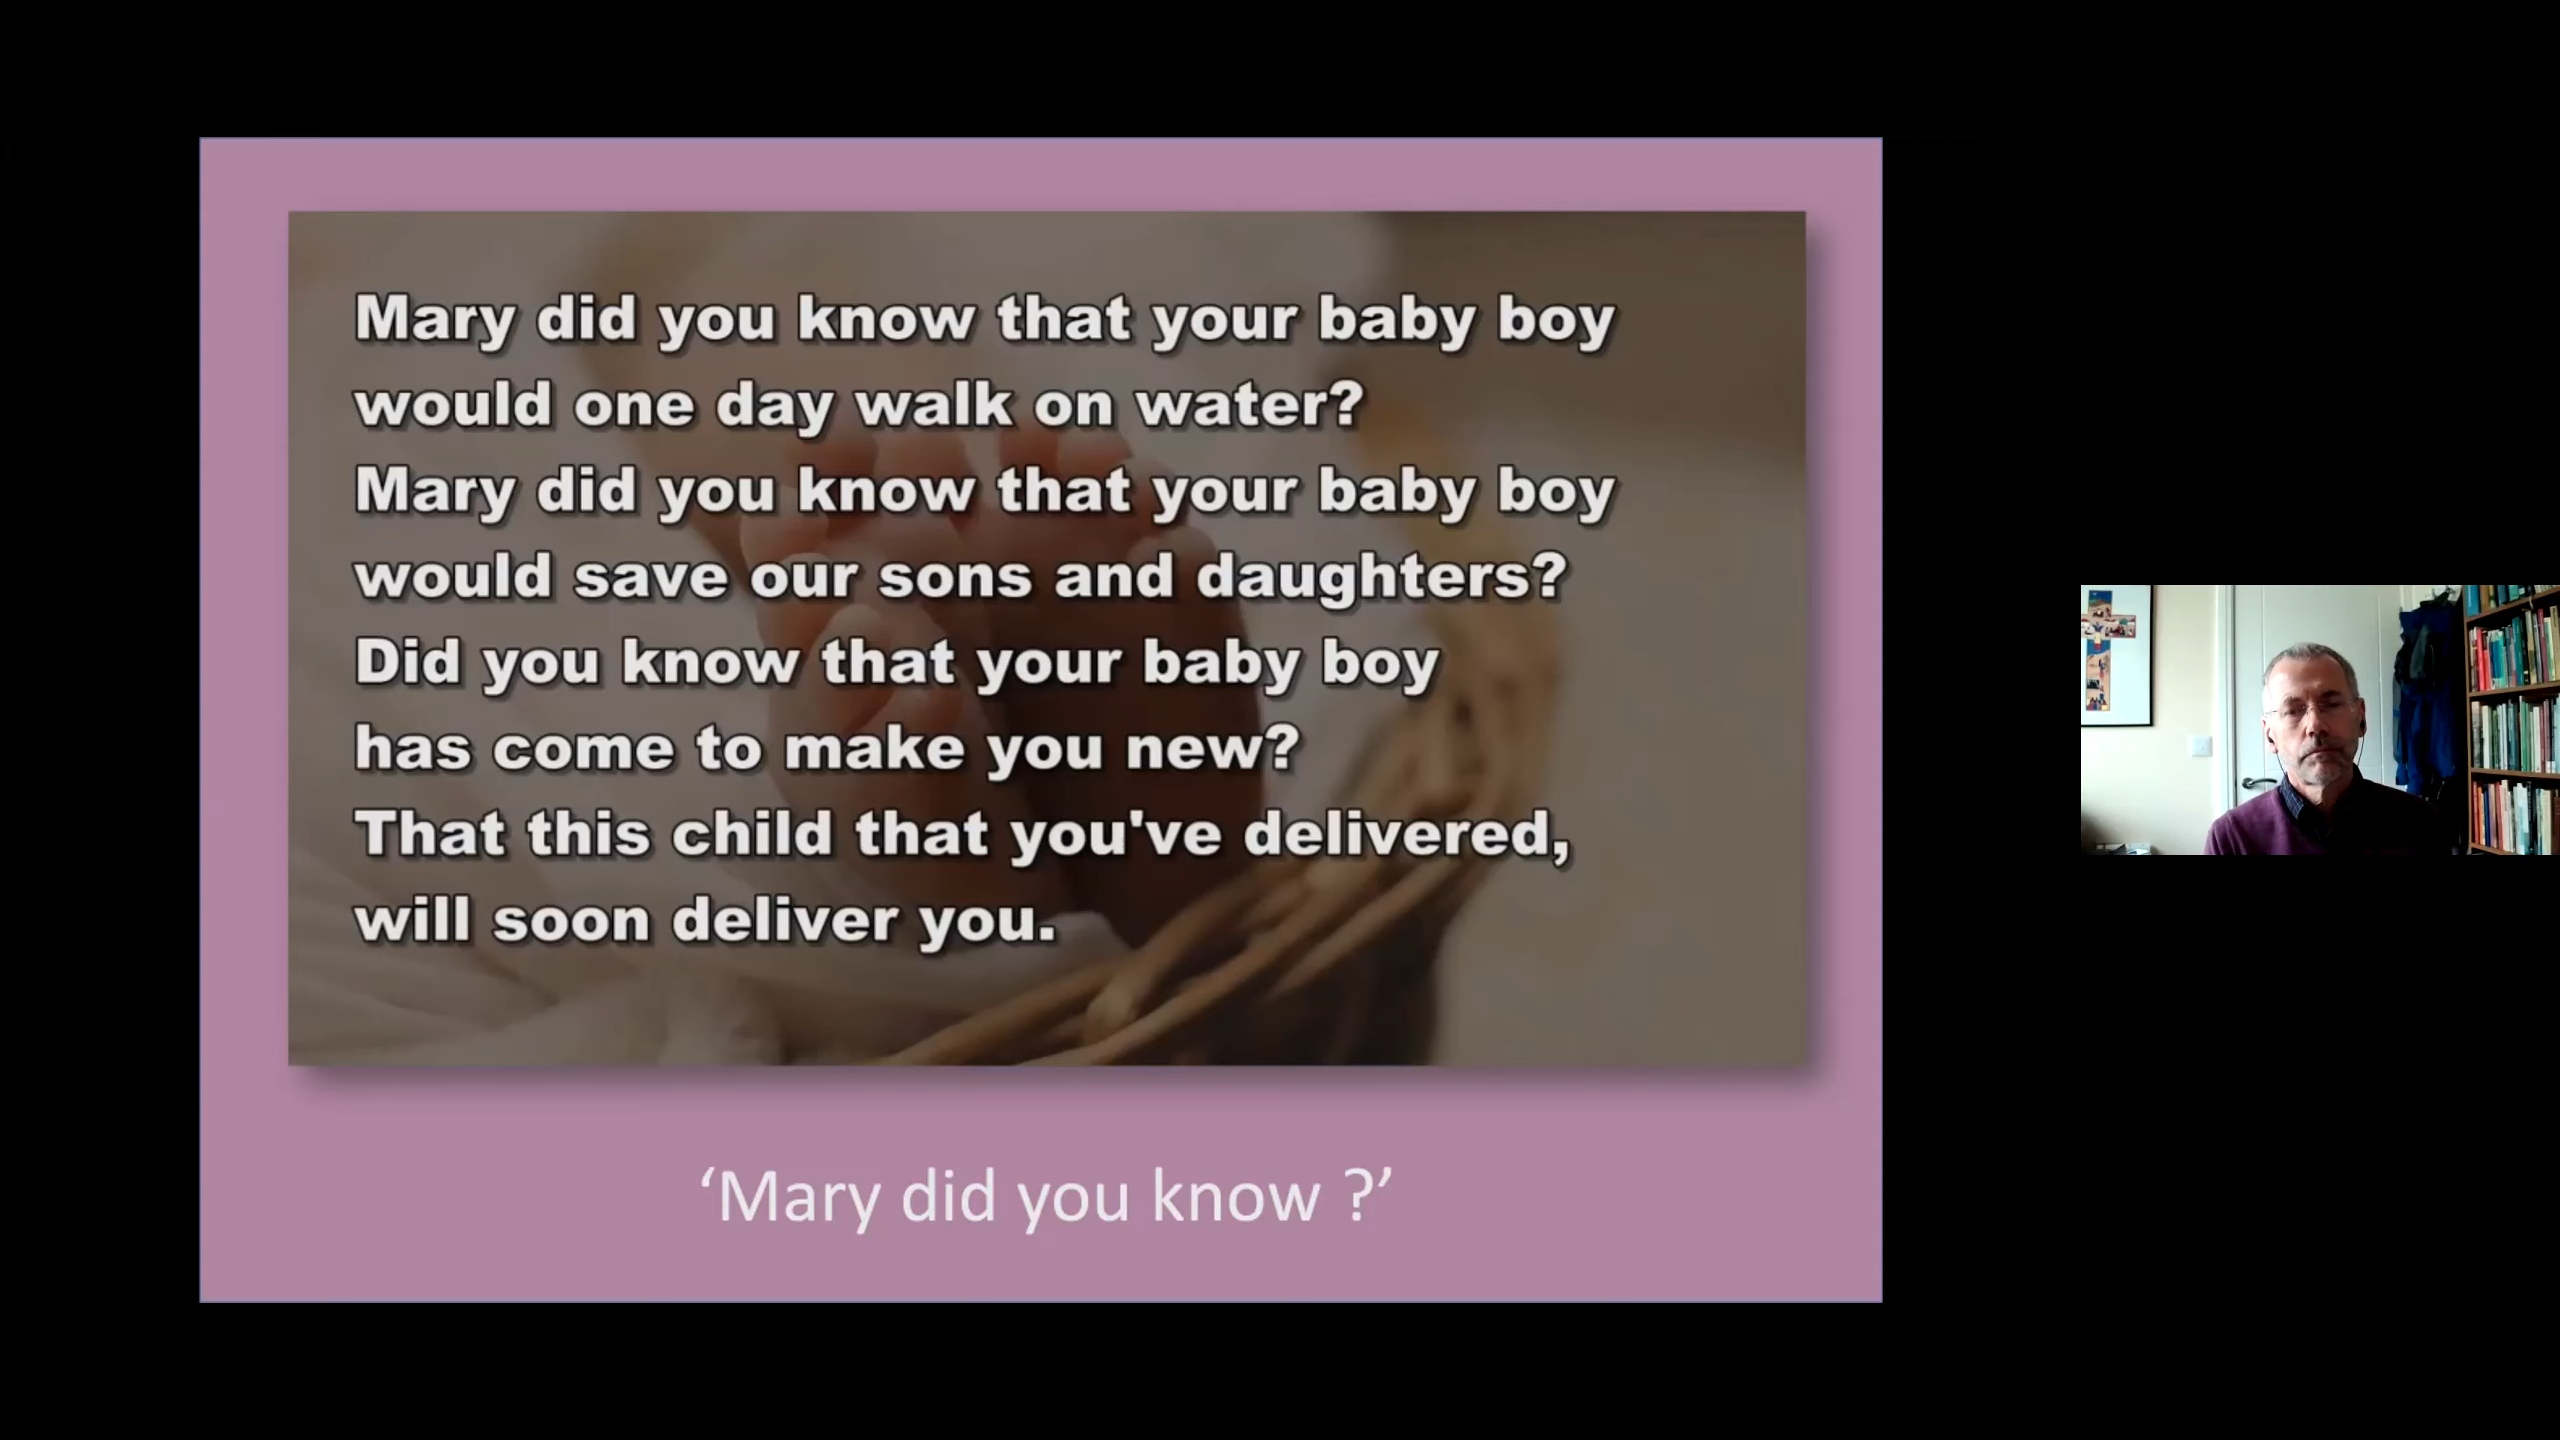 Mary did you know that your baby boy
would one day walk on water?
Mary did you know that your baby boy
would save our sons and daughters?
Did you know that your baby boy
has come to make you new?
That this child that you've delivered,
will soon deliver you.
‘Mary did you know ?’